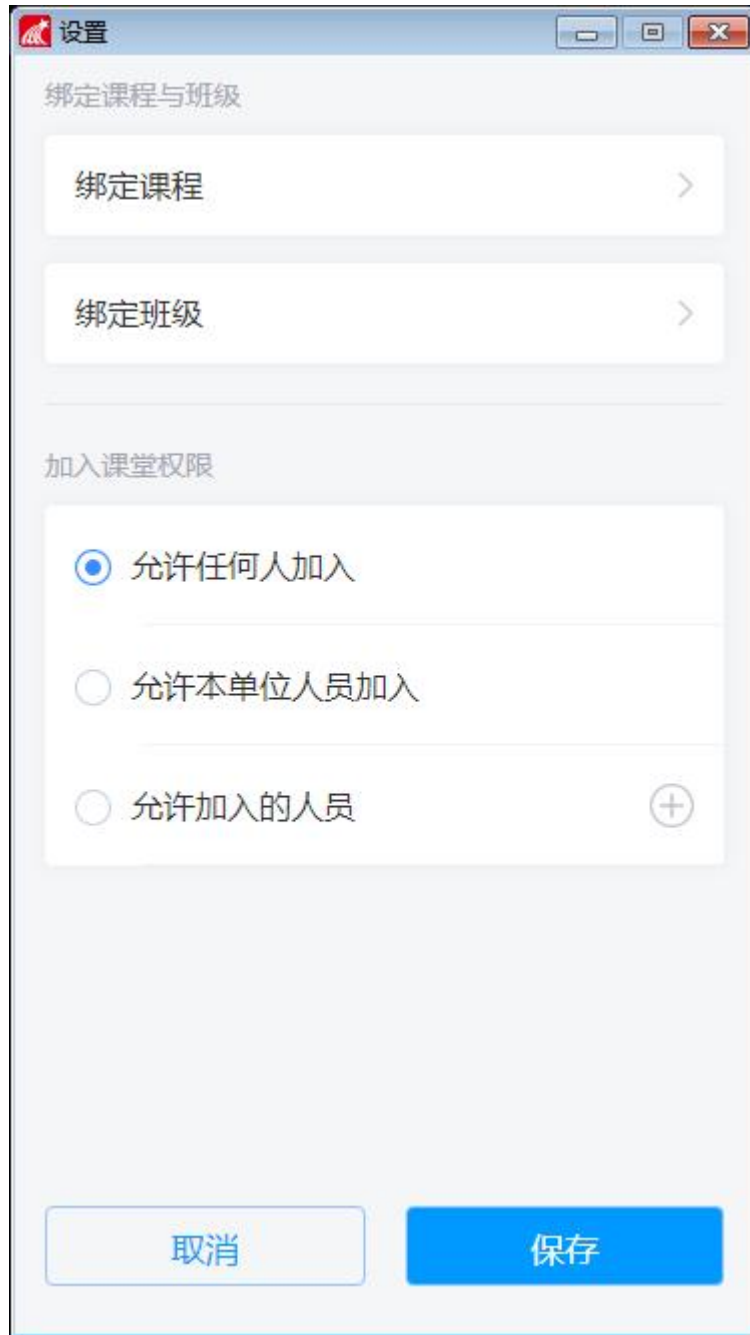 设置
绑定课程与班级
绑定课程
绑定班级
加入课堂权限
允许任何人加入
允许本单位人员加入
允许加入的人员
取消
保存